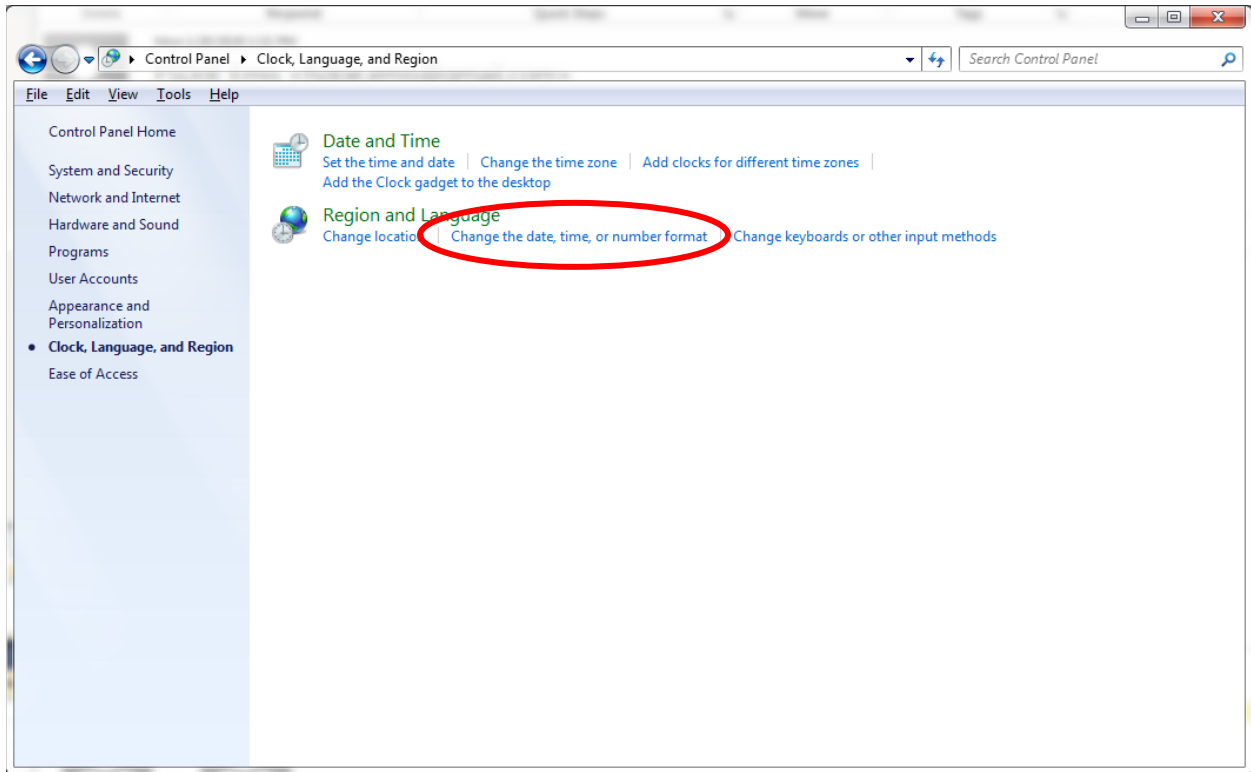 Control Panel ▸ Clock, Language, and Region
Search Control Panel
File Edit View Tools Help
Control Panel Home
System and Security
Network and Internet
Hardware and Sound
Programs
User Accounts
Appearance and
Personalization
• Clock, Language, and Region
Ease of Access
Date and Time
Set the time and date | Change the time zone | Add clocks for different time zones |
Add the Clock gadget to the desktop
Region and Language
Change location | Change the date, time, or number format | Change keyboards or other input methods